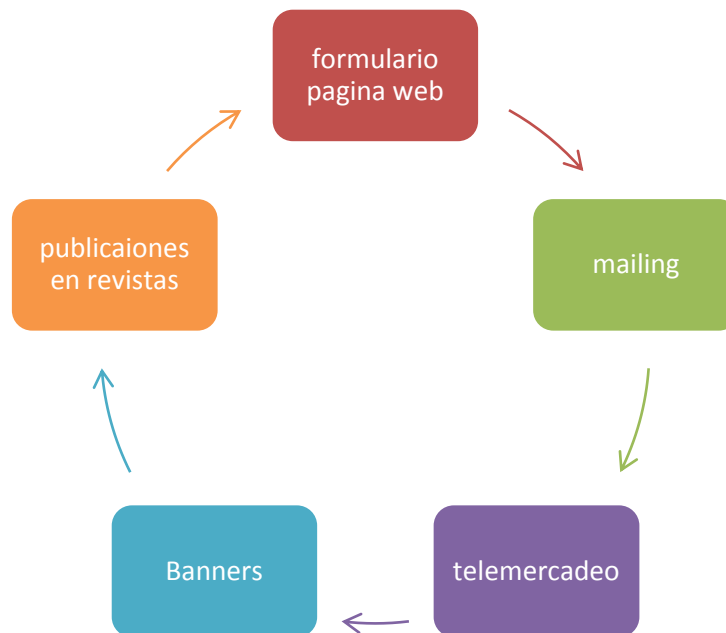 formulario
pagina web
mailing
telemercadeo
Banners
publicaiones
en revistas